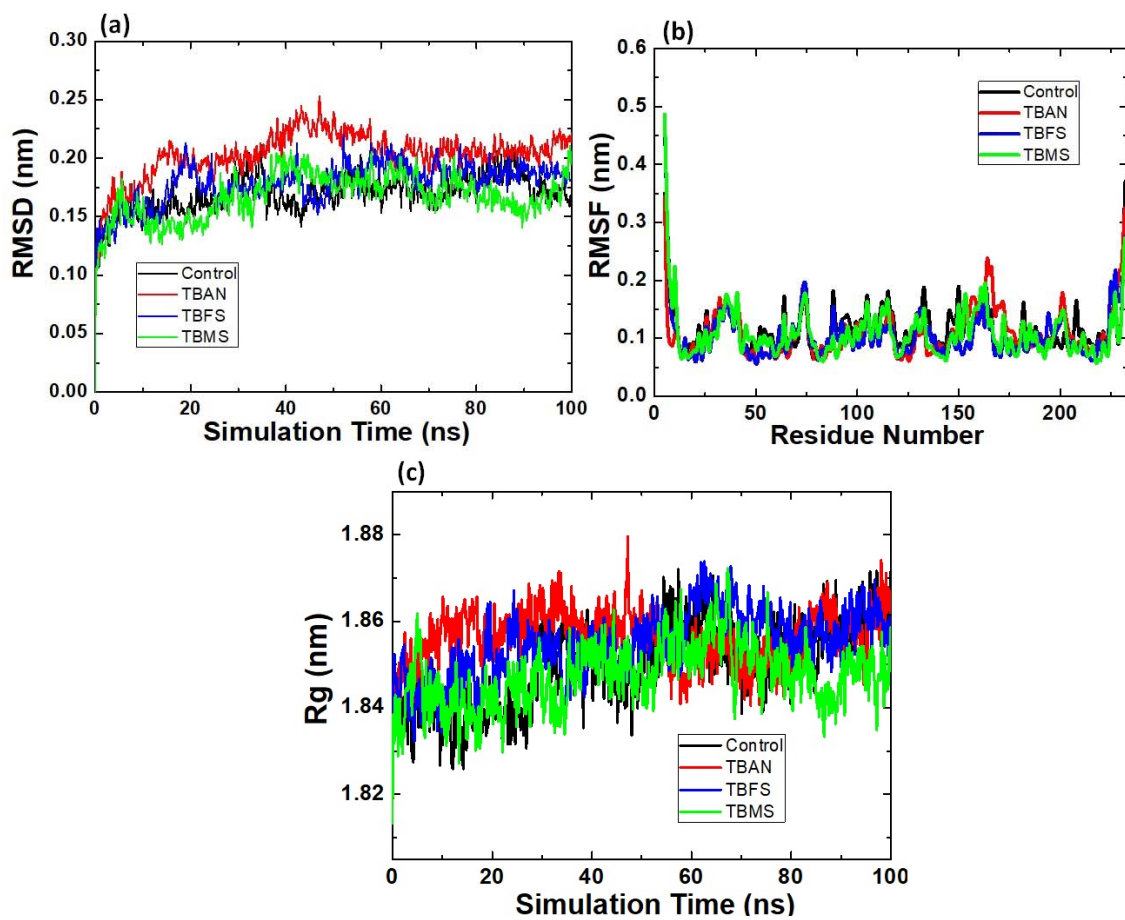 (a)
RMSD (nm)
0.30
0.25
0.20
0.15
0.10
0.05
0.00
Control
TBAN
TBFS
TBMS
0 20 40 60 80 100
Simulation Time (ns)
(b)
RMSF (nm)
0.6
0.5
0.4
0.3
0.2
0.1
0.0
Control
TBAN
TBFS
TBMS
0 50 100 150 200
Residue Number
(c)
Rg (nm)
1.88
1.86
1.84
1.82
Control
TBAN
TBFS
TBMS
0 20 40 60 80 100
Simulation Time (ns)